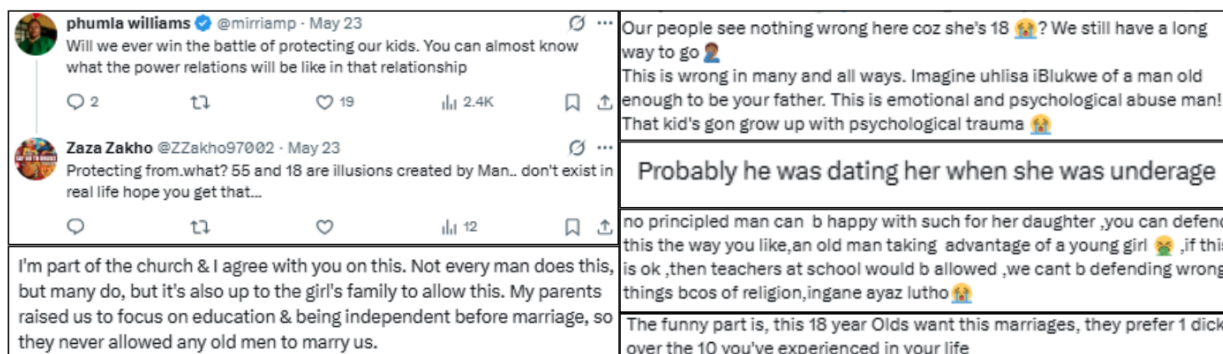 phumla williams @mirriamp · May 23
Will we ever win the battle of protecting our kids. You can almost know
what the power relations will be like in that relationship
2 19 2.4K
Zaza Zakho @ZZakho97002 · May 23
Protecting from.what? 55 and 18 are illusions created by Man.. don't exist in
real life hope you get that...
12
I'm part of the church & I agree with you on this. Not every man does this,
but many do, but it's also up to the girl's family to allow this. My parents
raised us to focus on education & being independent before marriage, so
they never allowed any old men to marry us.
Our people see nothing wrong here coz she's 18 😭? We still have a long
way to go 🤦🏾‍♂️
This is wrong in many and all ways. Imagine uhlisa iBlukwe of a man old
enough to be your father. This is emotional and psychological abuse man!
That kid's gon grow up with psychological trauma 😭
Probably he was dating her when she was underage
no principled man can b happy with such for her daughter ,you can defend
this the way you like,an old man taking advantage of a young girl 🤮 ,if this
is ok ,then teachers at school would b allowed ,we cant b defending wrong
things bcos of religion,ingane ayaz lutho😭
The funny part is, this 18 year Olds want this marriages, they prefer 1 dick
over the 10 you've experienced in your life